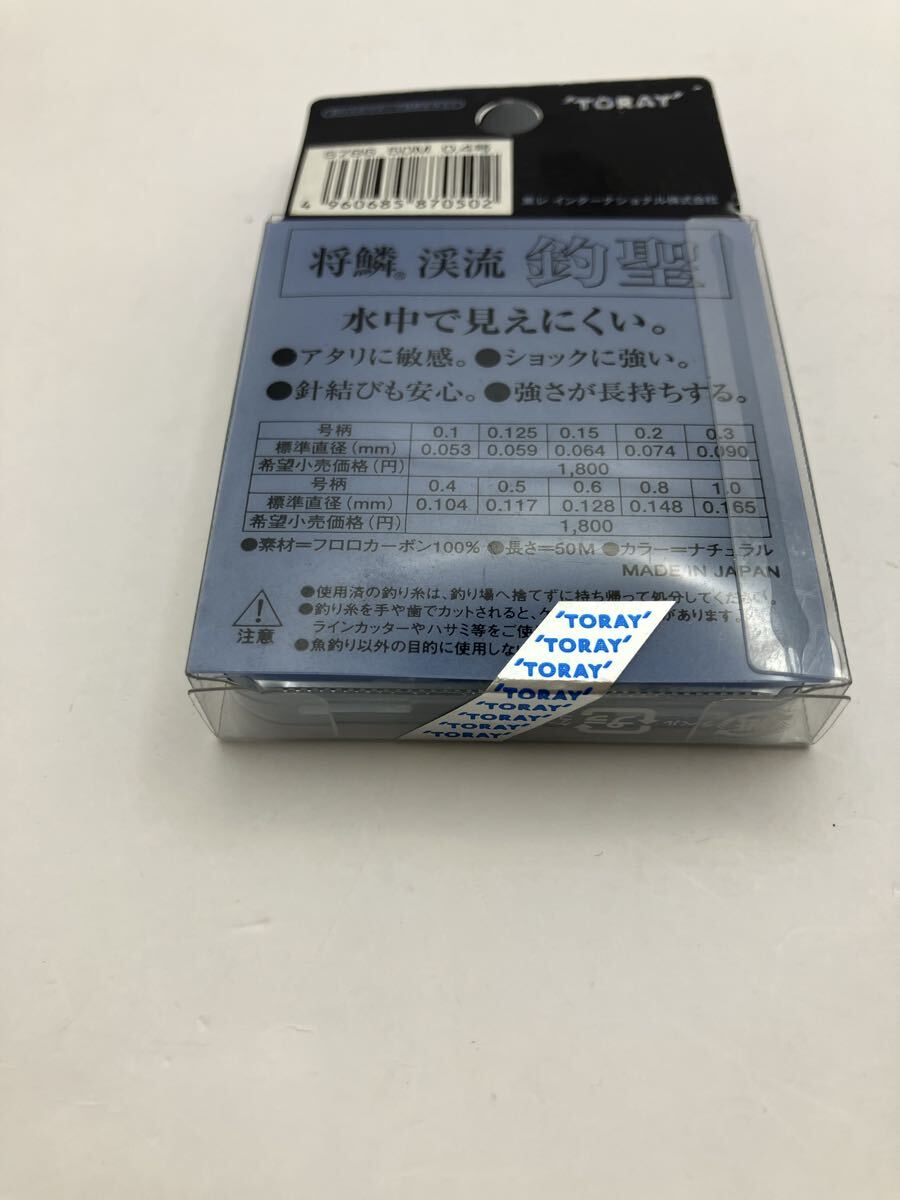 'TORAY'
S786 50M 0.4号
4 960685 870502
東レ インターナショナル株式会社
将鱗® 渓流 釣聖
水中で見えにくい。
●アタリに敏感。●ショックに強い。
●針結びも安心。●強さが長持ちする。
号柄 0.1 0.125 0.15 0.2 0.3
標準直径(mm) 0.053 0.059 0.064 0.074 0.090
希望小売価格(円) 1,800
号柄 0.4 0.5 0.6 0.8 1.0
標準直径(mm) 0.104 0.117 0.128 0.148 0.165
希望小売価格(円) 1,800
●素材=フロロカーボン100% ●長さ=50M ●カラー=ナチュラル
MADE IN JAPAN
注意
●使用済の釣り糸は、釣り場へ捨てずに持ち帰って処分してください。
●釣り糸を手や歯でカットされると、ケ があります。
ラインカッターやハサミ等をご使
●魚釣り以外の目的に使用しな
'TORAY'
'TORAY'
'TORAY'
'TORAY'
'TORAY'
'TORAY'
'TORAY'
'TORAY'
プラ